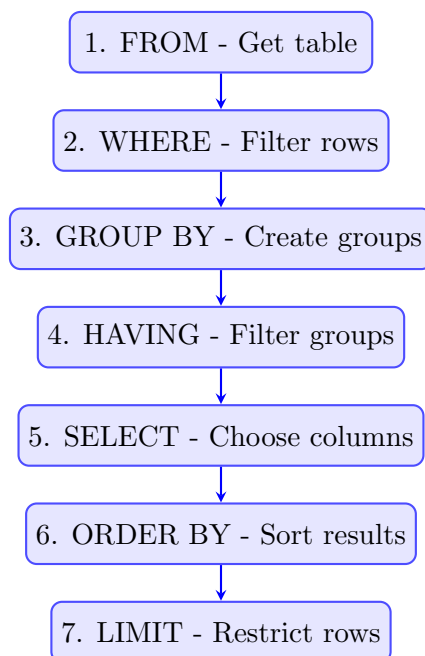 1. FROM - Get table
2. WHERE - Filter rows
3. GROUP BY - Create groups
4. HAVING - Filter groups
5. SELECT - Choose columns
6. ORDER BY - Sort results
7. LIMIT - Restrict rows